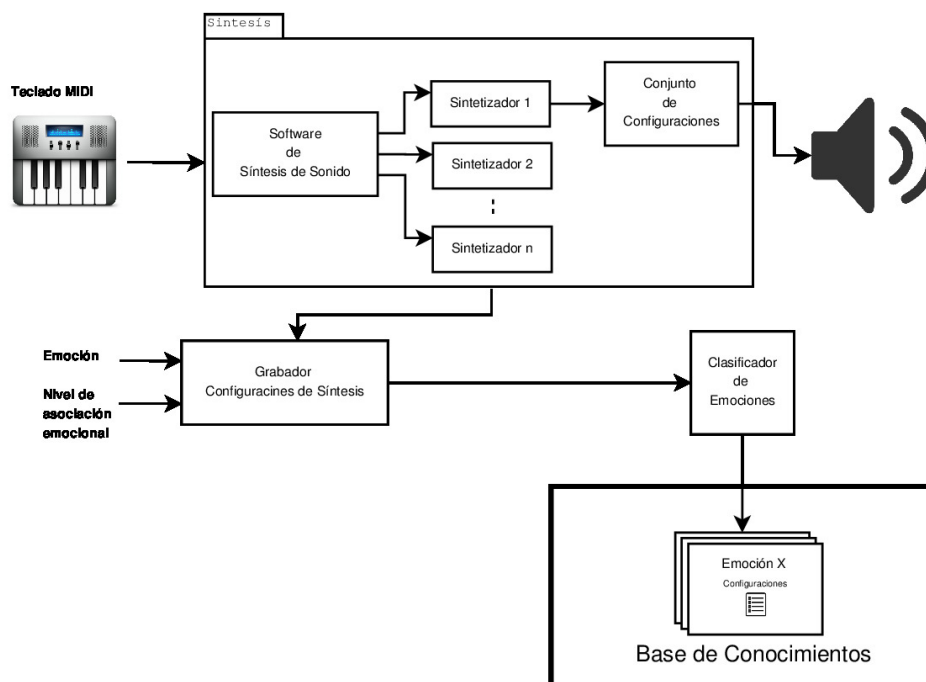 Sintesís
Teclado MIDI
Software
de
Síntesis de Sonido
Sintetizador 1
Sintetizador 2
Sintetizador n
Conjunto
de
Configuraciones
Emoción
Nivel de
asociación
emocional
Grabador
Configuracines de Síntesis
Clasificador
de
Emociones
Emoción X
Configuraciones
Base de Conocimientos